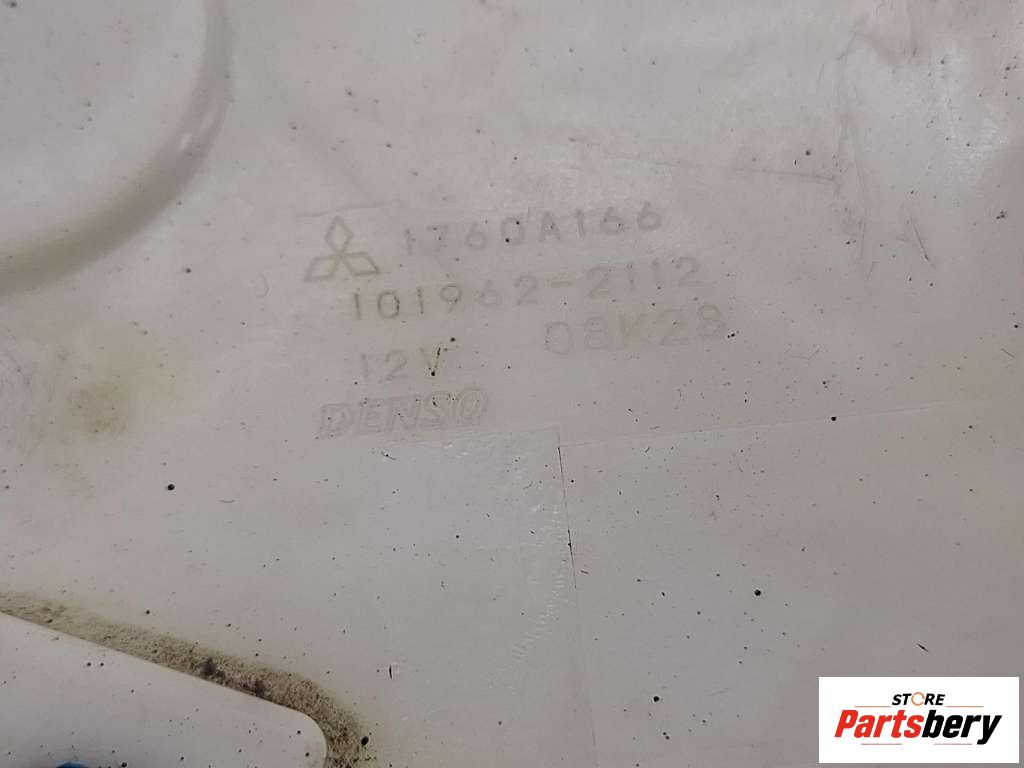 1760A166
101962-2112
12V 08K28
DENSO
STORE
Partsbery